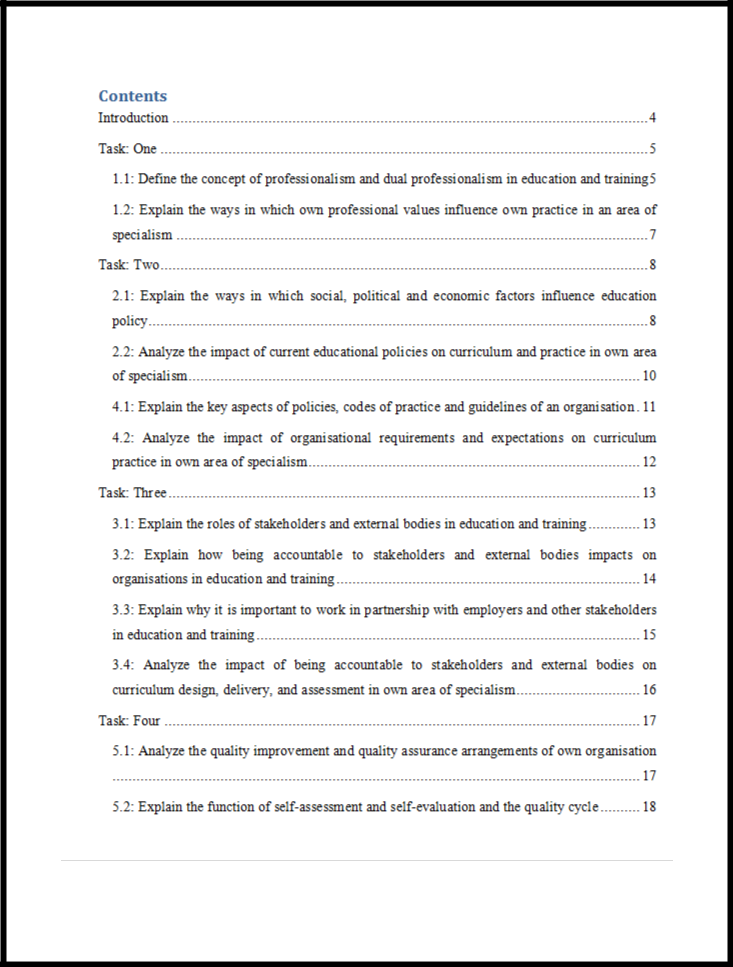 Contents
Introduction ........................................................................................................ 4
Task: One ........................................................................................................... 5
1.1: Define the concept of professionalism and dual professionalism in education and training5
1.2: Explain the ways in which own professional values influence own practice in an area of
specialism ........................................................................................................ 7
Task: Two........................................................................................................... 8
2.1: Explain the ways in which social, political and economic factors influence education
policy................................................................................................................ 8
2.2: Analyze the impact of current educational policies on curriculum and practice in own area
of specialism.................................................................................................... 10
4.1: Explain the key aspects of policies, codes of practice and guidelines of an organisation. 11
4.2: Analyze the impact of organisational requirements and expectations on curriculum
practice in own area of specialism......................................................................... 12
Task: Three........................................................................................................ 13
3.1: Explain the roles of stakeholders and external bodies in education and training............. 13
3.2: Explain how being accountable to stakeholders and external bodies impacts on
organisations in education and training................................................................... 14
3.3: Explain why it is important to work in partnership with employers and other stakeholders
in education and training..................................................................................... 15
3.4: Analyze the impact of being accountable to stakeholders and external bodies on
curriculum design, delivery, and assessment in own area of specialism............................... 16
Task: Four ......................................................................................................... 17
5.1: Analyze the quality improvement and quality assurance arrangements of own organisation
........................................................................................................................ 17
5.2: Explain the function of self-assessment and self-evaluation and the quality cycle.......... 18